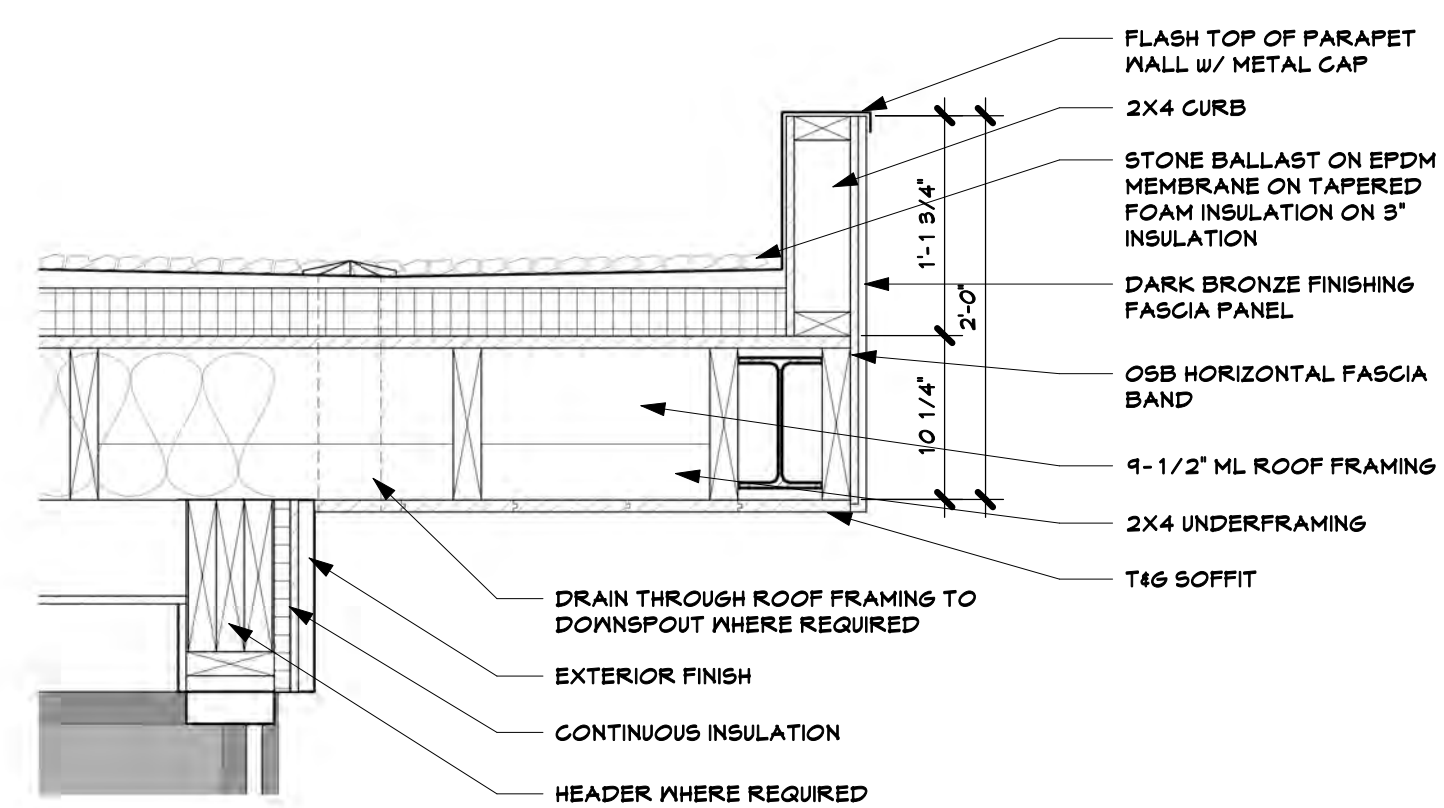 FLASH TOP OF PARAPET
WALL W/ METAL CAP
2X4 CURB
STONE BALLAST ON EPDM
MEMBRANE ON TAPERED
FOAM INSULATION ON 3"
INSULATION
DARK BRONZE FINISHING
FASCIA PANEL
OSB HORIZONTAL FASCIA
BAND
9-1/2" ML ROOF FRAMING
2X4 UNDERFRAMING
T&G SOFFIT
1'-1 3/4"
2'-0"
10 1/4"
DRAIN THROUGH ROOF FRAMING TO
DOWNSPOUT WHERE REQUIRED
EXTERIOR FINISH
CONTINUOUS INSULATION
HEADER WHERE REQUIRED